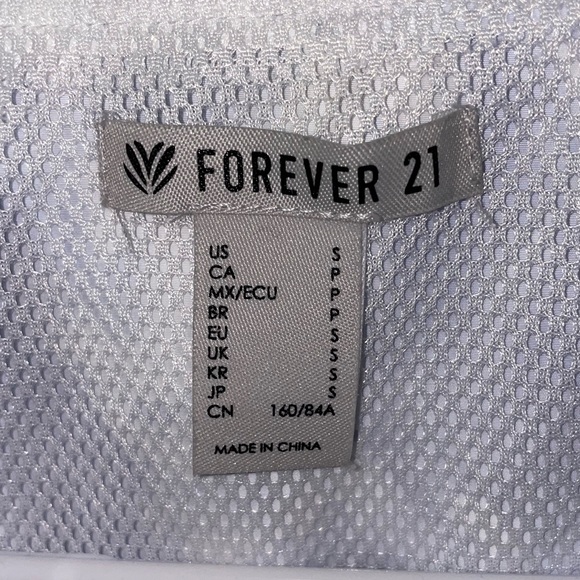 FOREVER 21
US S
CA P
MX/ECU P
BR P
EU S
UK S
KR S
JP S
CN 160/84A
MADE IN CHINA